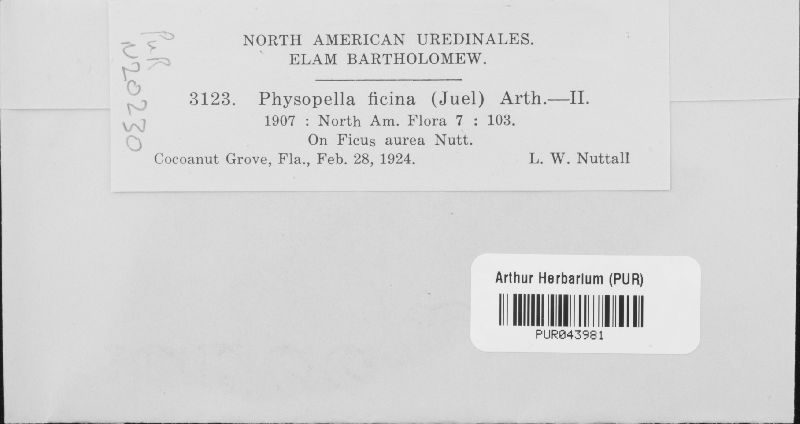 PUR
N20230
NORTH AMERICAN UREDINALES.
ELAM BARTHOLOMEW.
3123. Physopella ficina (Juel) Arth.—II.
1907 : North Am. Flora 7 : 103.
On Ficus aurea Nutt.
Cocoanut Grove, Fla., Feb. 28, 1924. L. W. Nuttall
Arthur Herbarium (PUR)
PUR043981